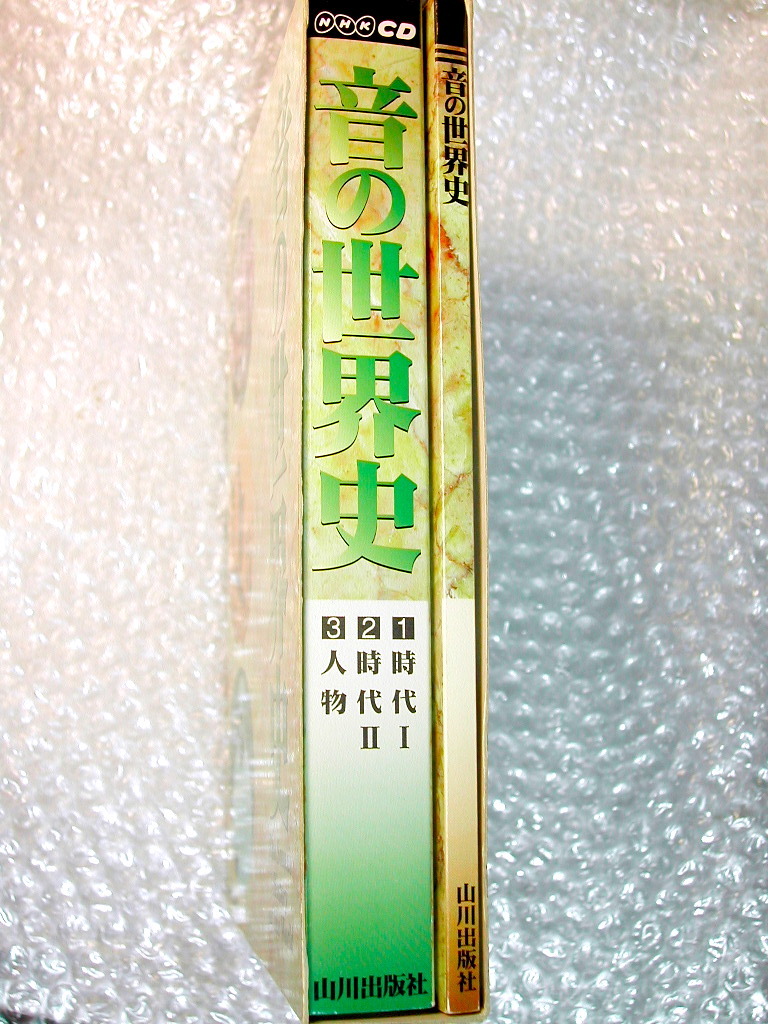 NHK CD
音の世界史
1 時代 I
2 時代 II
3 人物
山川出版社
音の世界史
山川出版社